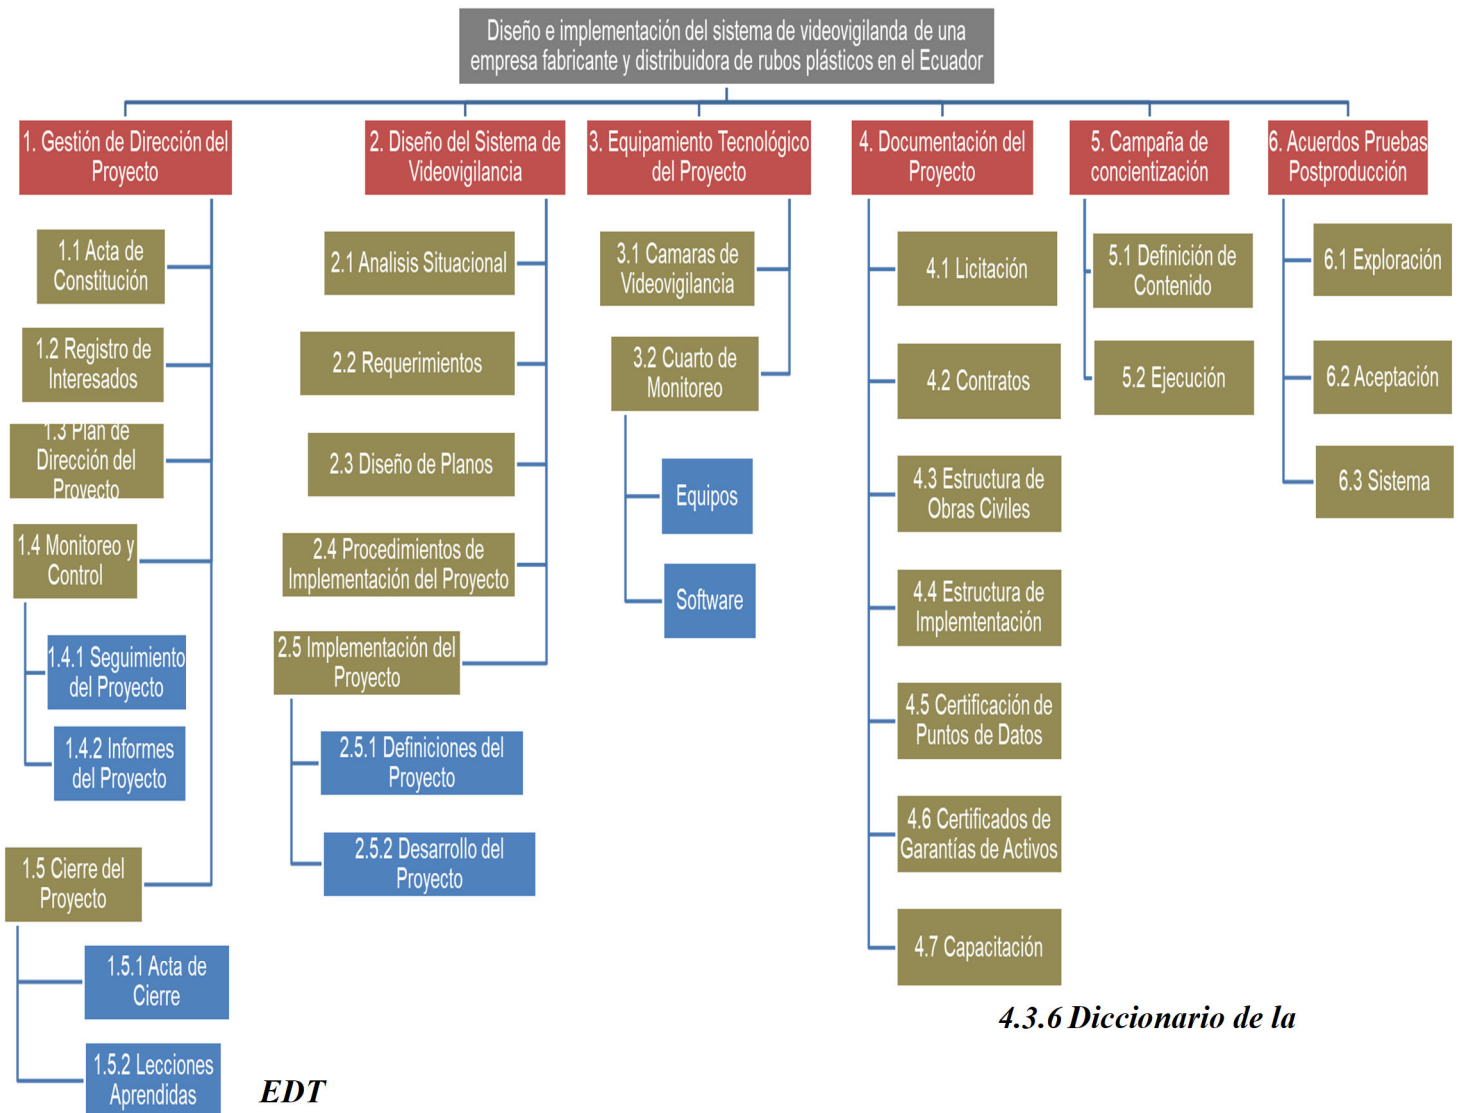 Diseño e implementación del sistema de videovigilanda de una
empresa fabricante y distribuidora de rubos plásticos en el Ecuador
1. Gestión de Dirección del
Proyecto
1.1 Acta de
Constitución
1.2 Registro de
Interesados
1.3 Plan de
Dirección del
Proyecto
1.4 Monitoreo y
Control
1.4.1 Seguimiento
del Proyecto
1.4.2 Informes
del Proyecto
1.5 Cierre del
Proyecto
1.5.1 Acta de
Cierre
1.5.2 Lecciones
Aprendidas
2. Diseño del Sistema de
Videovigilancia
2.1 Analisis Situacional
2.2 Requerimientos
2.3 Diseño de Planos
2.4 Procedimientos de
Implementación del Proyecto
2.5 Implementación del
Proyecto
2.5.1 Definiciones del
Proyecto
2.5.2 Desarrollo del
Proyecto
3. Equipamiento Tecnológico
del Proyecto
3.1 Camaras de
Videovigilancia
3.2 Cuarto de
Monitoreo
Equipos
Software
4. Documentación del
Proyecto
4.1 Licitación
4.2 Contratos
4.3 Estructura de
Obras Civiles
4.4 Estructura de
Implemtentación
4.5 Certificación de
Puntos de Datos
4.6 Certificados de
Garantías de Activos
4.7 Capacitación
5. Campaña de
concientización
5.1 Definición de
Contenido
5.2 Ejecución
6. Acuerdos Pruebas
Postproducción
6.1 Exploración
6.2 Aceptación
6.3 Sistema
4.3.6 Diccionario de la
EDT